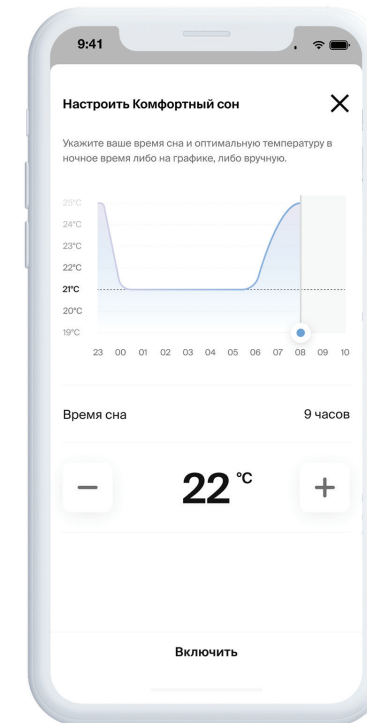 9:41
Настроить Комфортный сон
Укажите ваше время сна и оптимальную температуру в
ночное время либо на графике, либо вручную.
25°C
24°C
23°C
22°C
21°C
20°C
19°C
23 00 01 02 03 04 05 06 07 08 09 10
Время сна 9 часов
22 °C
Включить